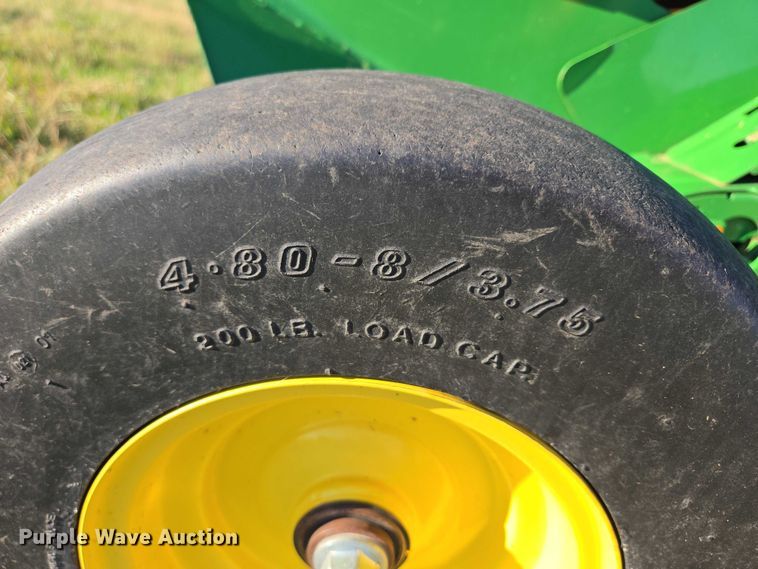 4.80-8//3.75
200 LB. LOAD CAP.
Purple Wave Auction